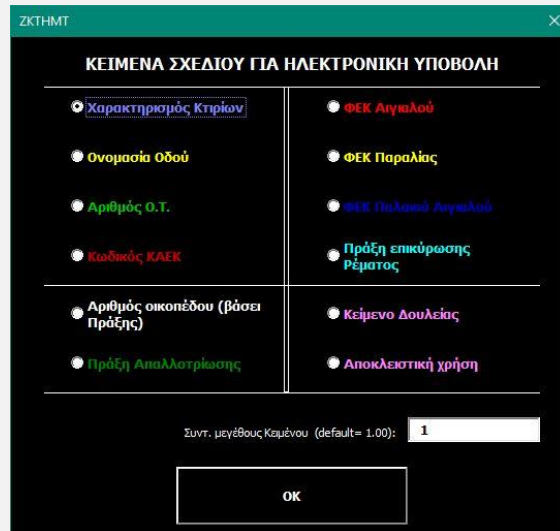 ZKTHMT
ΚΕΙΜΕΝΑ ΣΧΕΔΙΟΥ ΓΙΑ ΗΛΕΚΤΡΟΝΙΚΗ ΥΠΟΒΟΛΗ
Χαρακτηρισμός Κτιρίων
Ονομασία Οδού
Αριθμός Ο.Τ.
Κωδικός ΚΑΕΚ
Αριθμός οικοπέδου (βάσει
Πράξης)
Πράξη Απαλλοτρίωσης
ΦΕΚ Αιγιαλού
ΦΕΚ Παραλίας
ΦΕΚ Παλαιού Αιγιαλού
Πράξη επικύρωσης
Ρέματος
Κείμενο Δουλείας
Αποκλειστική χρήση
Συντ. μεγέθους Κειμένου (default= 1.00):
1
OK